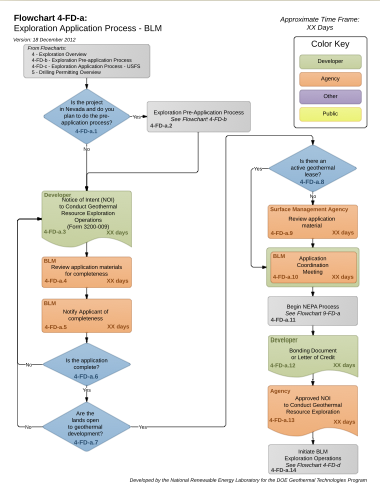 Flowchart 4-FD-a:
Exploration Application Process - BLM
Version: 18 December 2012
Approximate Time Frame:
XX Days
Color Key
Developer
Agency
Other
Public
From Flowcharts:
4 - Exploration Overview
4-FD-b - Exploration Pre-application Process
4-FD-c - Exploration Application Process - USFS
5 - Drilling Permitting Overview
Is the project
in Nevada and do you
plan to do the pre-
application process?
4-FD-a.1
Yes
No
Exploration Pre-Application Process
See Flowchart 4-FD-b
4-FD-a.2
Developer
Notice of Intent (NOI)
to Conduct Geothermal
Resource Exploration
Operations
(Form 3200-009)
4-FD-a.3
XX days
BLM
Review application materials
for completeness
4-FD-a.4
XX days
BLM
Notify Applicant of
completeness
4-FD-a.5
XX days
Is the application
complete?
4-FD-a.6
No
Yes
Are the
lands open
to geothermal
development?
4-FD-a.7
No
Yes
Is there an
active geothermal
lease?
4-FD-a.8
Yes
No
Surface Management Agency
Review application
material
4-FD-a.9
XX days
BLM
Application
Coordination
Meeting
4-FD-a.10
XX days
Begin NEPA Process
See Flowchart 9-FD-a
4-FD-a.11
Developer
Bonding Document
or Letter of Credit
4-FD-a.12
XX days
Agency
Approved NOI
to Conduct Geothermal
Resource Exploration
4-FD-a.13
XX days
Initiate BLM
Exploration Operations
See Flowchart 4-FD-d
4-FD-a.14
Developed by the National Renewable Energy Laboratory for the DOE Geothermal Technologies Program